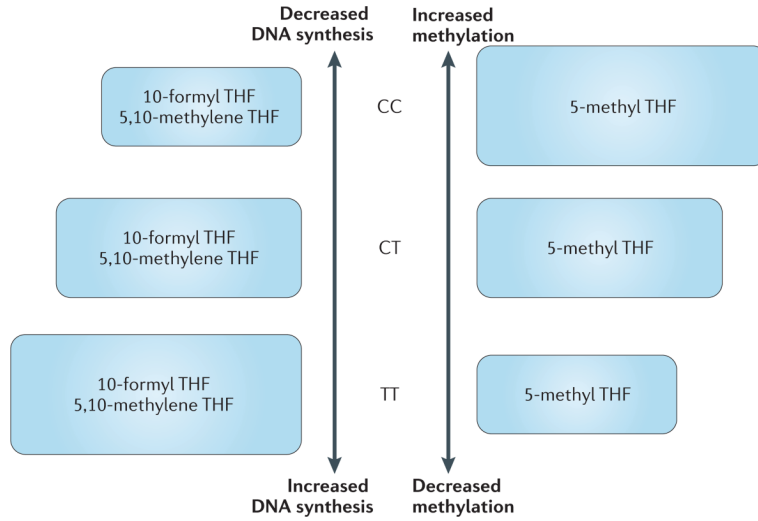 Decreased
DNA synthesis
Increased
methylation
10-formyl THF
5,10-methylene THF
CC
5-methyl THF
10-formyl THF
5,10-methylene THF
CT
5-methyl THF
10-formyl THF
5,10-methylene THF
TT
5-methyl THF
Increased
DNA synthesis
Decreased
methylation